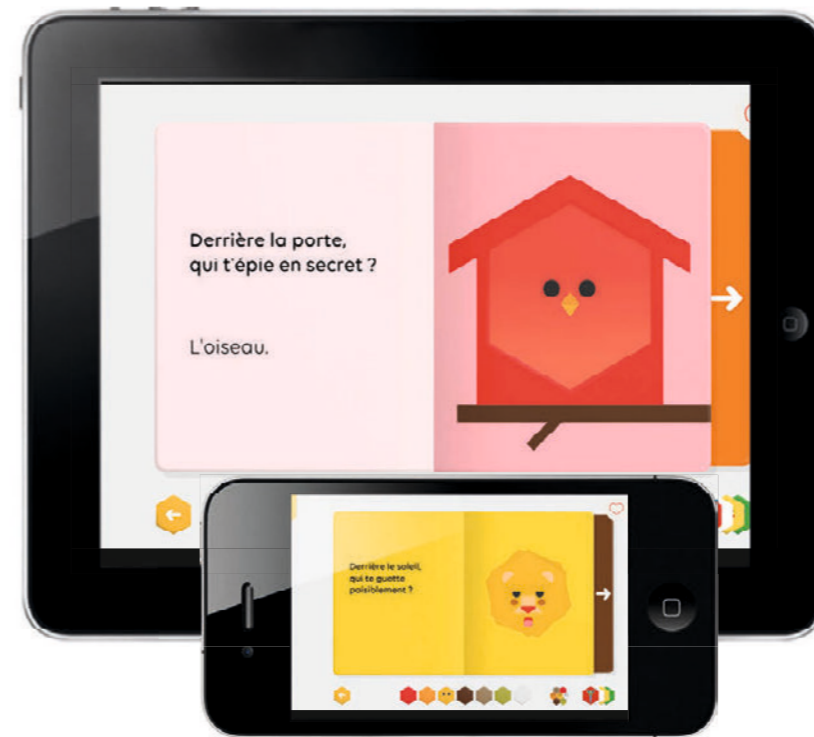 Derrière la porte,
qui t'épie en secret ?
L'oiseau.
Derrière le soleil,
qui te guette
paisiblement ?